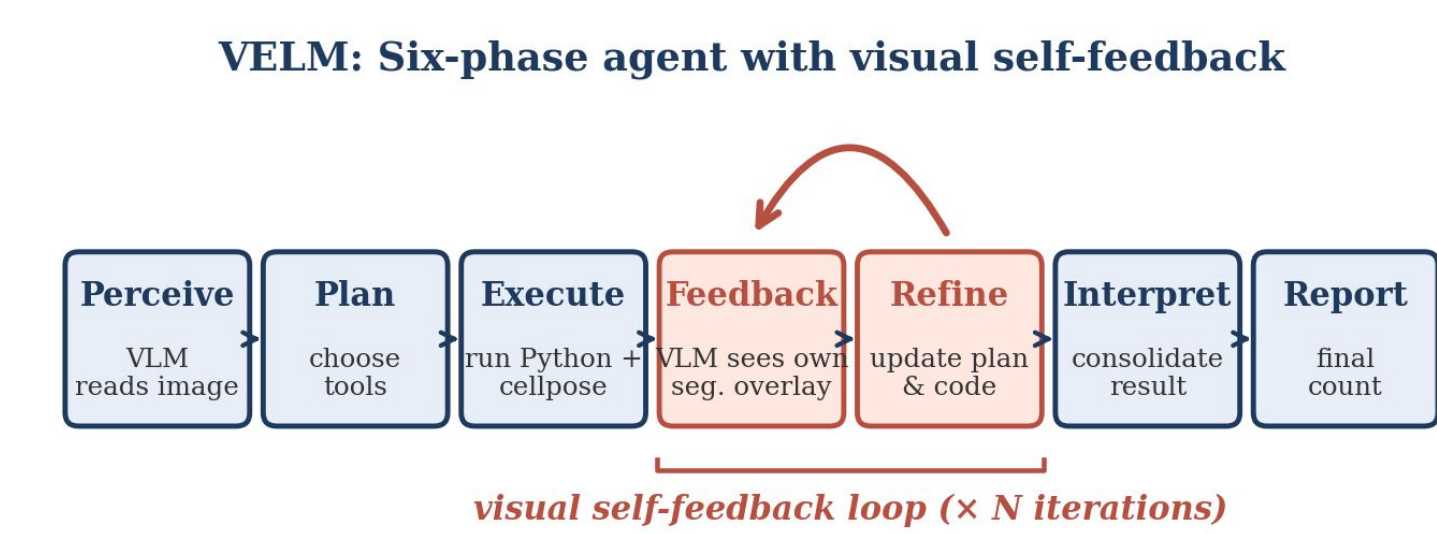 VELM: Six-phase agent with visual self-feedback
Perceive
VLM
reads image
Plan
choose
tools
Execute
run Python +
cellpose
Feedback
VLM sees own
seg. overlay
Refine
update plan
& code
Interpret
consolidate
result
Report
final
count
visual self-feedback loop (× N iterations)